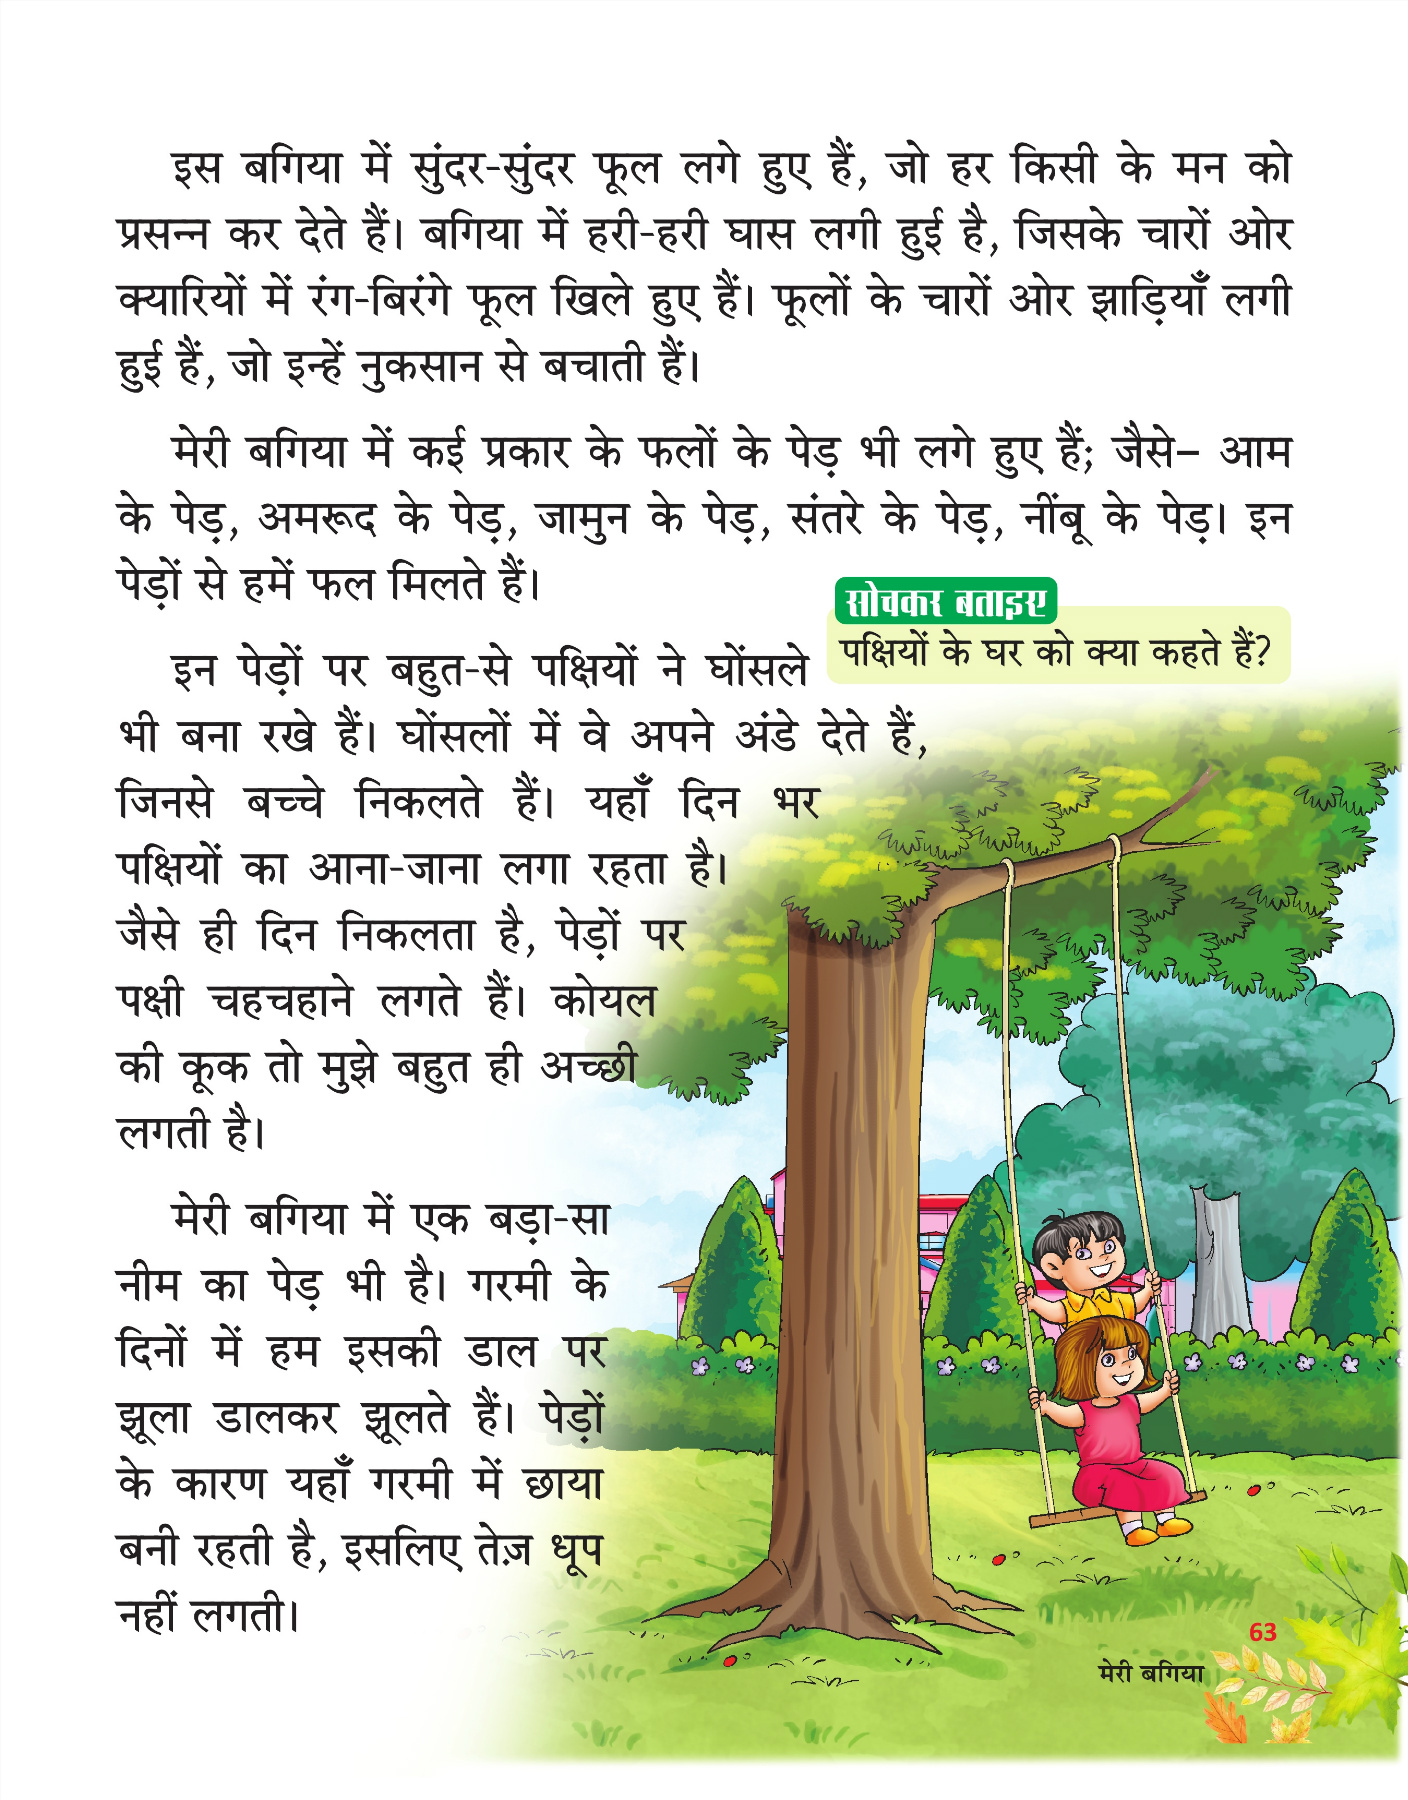 इस बगिया में सुंदर-सुंदर फूल लगे हुए हैं, जो हर किसी के मन को
प्रसन्न कर देते हैं। बगिया में हरी-हरी घास लगी हुई है, जिसके चारों ओर
क्यारियों में रंग-बिरंगे फूल खिले हुए हैं। फूलों के चारों ओर झाड़ियाँ लगी
हुई हैं, जो इन्हें नुकसान से बचाती हैं।
मेरी बगिया में कई प्रकार के फलों के पेड़ भी लगे हुए हैं; जैसे– आम
के पेड़, अमरूद के पेड़, जामुन के पेड़, संतरे के पेड़, नींबू के पेड़। इन
पेड़ों से हमें फल मिलते हैं।
सोचकर बताइए
पक्षियों के घर को क्या कहते हैं?
इन पेड़ों पर बहुत-से पक्षियों ने घोंसले
भी बना रखे हैं। घोंसलों में वे अपने अंडे देते हैं,
जिनसे बच्चे निकलते हैं। यहाँ दिन भर
पक्षियों का आना-जाना लगा रहता है।
जैसे ही दिन निकलता है, पेड़ों पर
पक्षी चहचहाने लगते हैं। कोयल
की कूक तो मुझे बहुत ही अच्छी
लगती है।
मेरी बगिया में एक बड़ा-सा
नीम का पेड़ भी है। गरमी के
दिनों में हम इसकी डाल पर
झूला डालकर झूलते हैं। पेड़ों
के कारण यहाँ गरमी में छाया
बनी रहती है, इसलिए तेज़ धूप
नहीं लगती।
63
मेरी बगिया